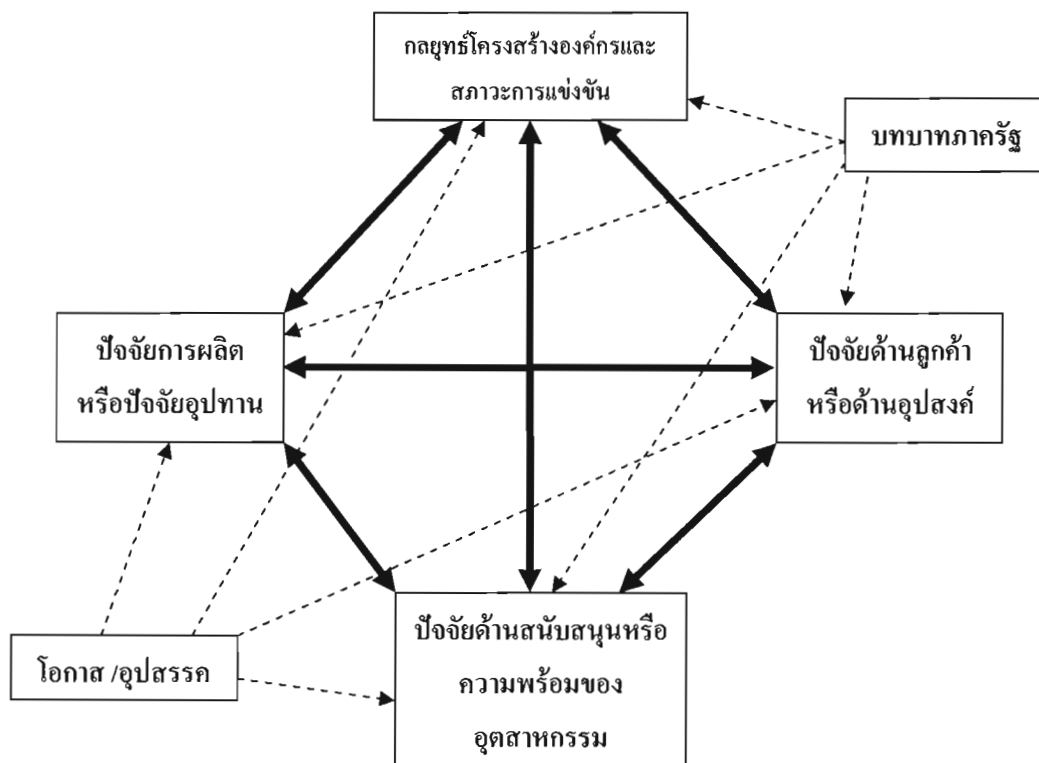 กลยุทธ์โครงสร้างองค์กรและ
สภาวะการแข่งขัน
บทบาทภาครัฐ
ปัจจัยการผลิต
หรือปัจจัยอุปทาน
ปัจจัยด้านลูกค้า
หรือด้านอุปสงค์
ปัจจัยด้านสนับสนุนหรือ
ความพร้อมของ
อุตสาหกรรม
โอกาส /อุปสรรค